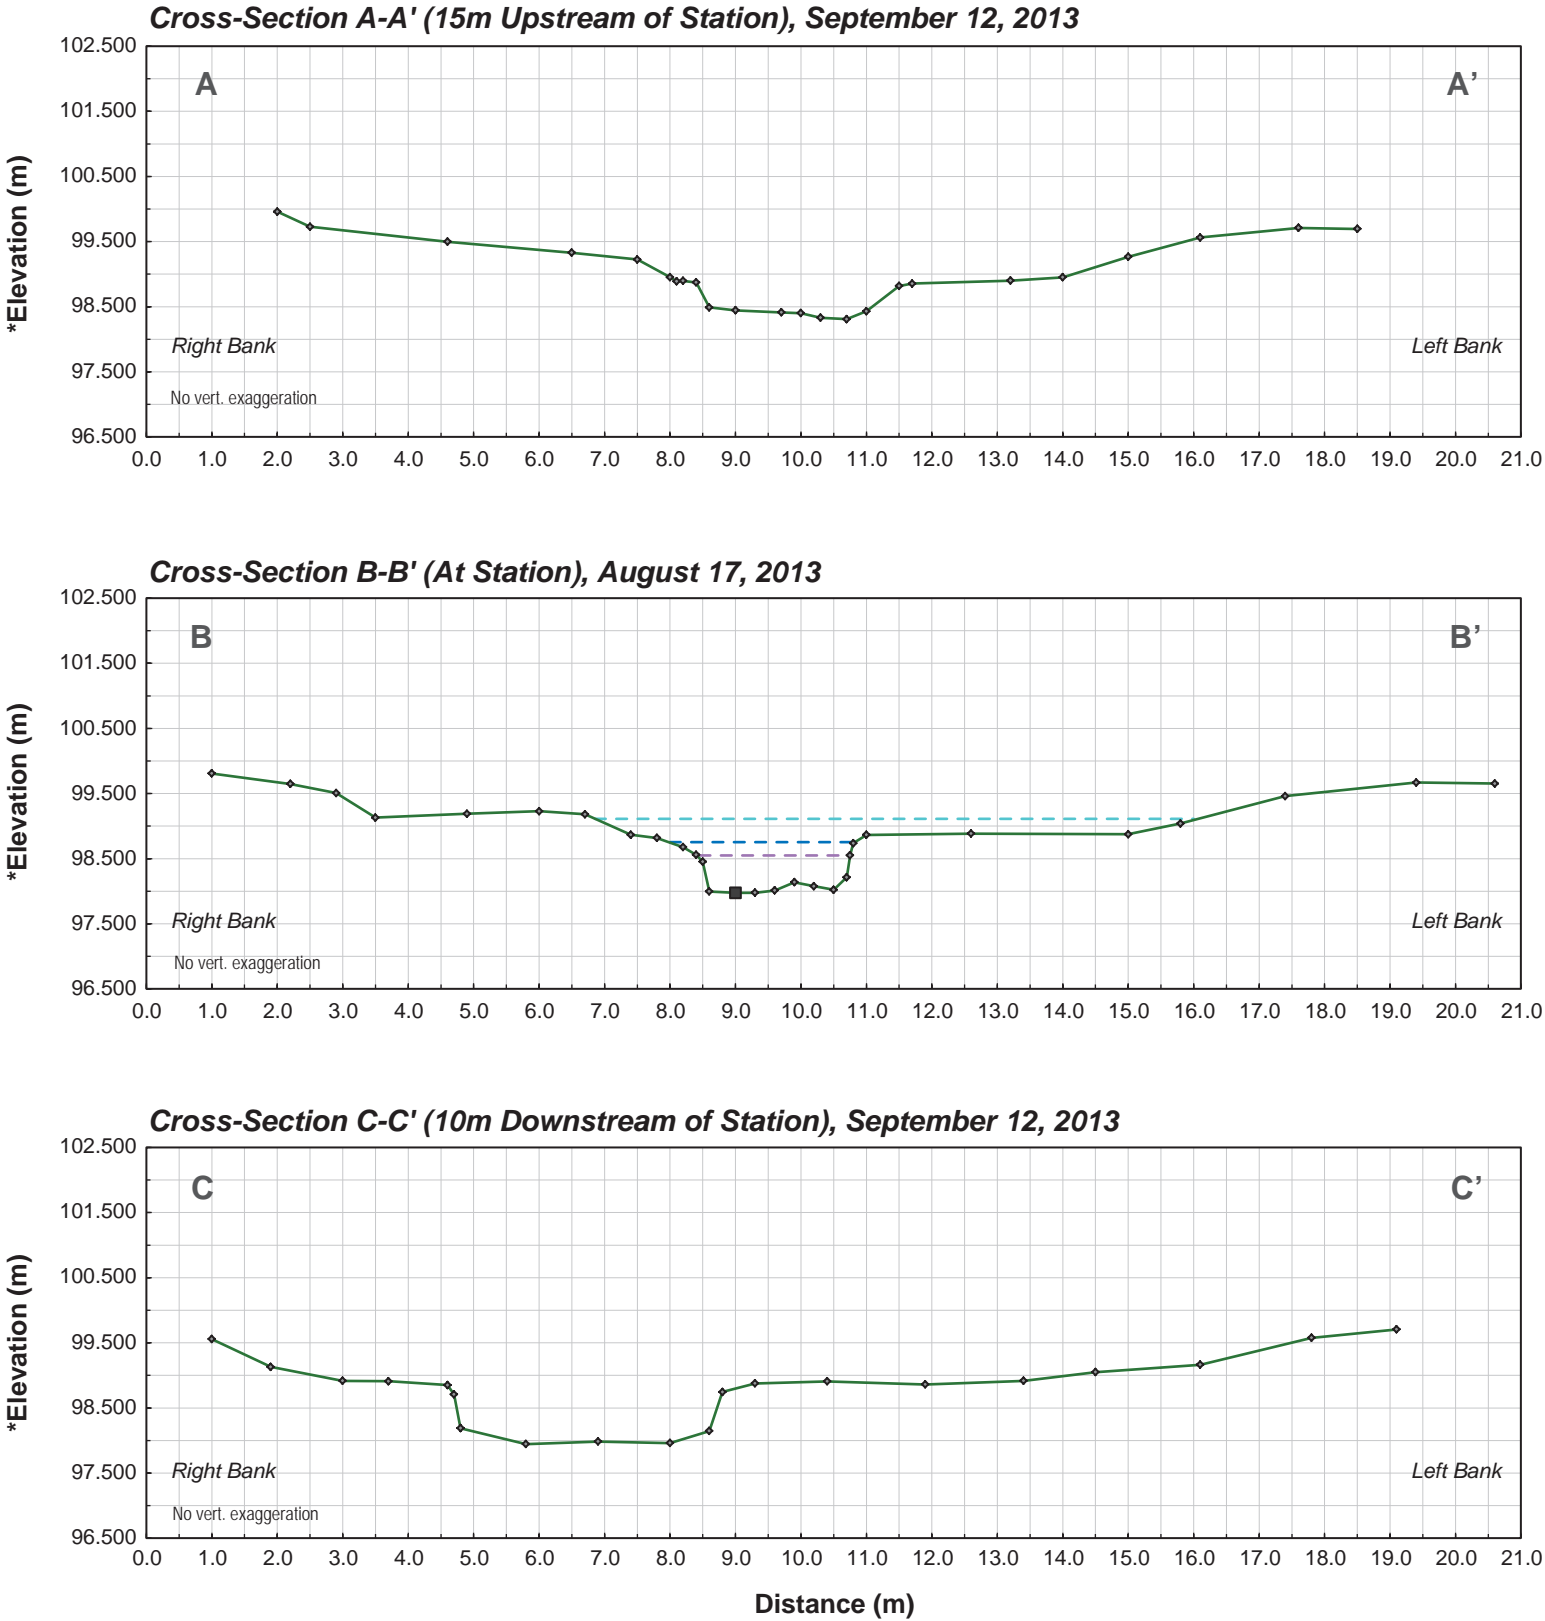 Cross-Section A-A' (15m Upstream of Station), September 12, 2013
102.500
A
A’
101.500
100.500
99.500
98.500
Right Bank
Left Bank
97.500
No vert. exaggeration
96.500
*Elevation (m)
0.0 1.0 2.0 3.0 4.0 5.0 6.0 7.0 8.0 9.0 10.0 11.0 12.0 13.0 14.0 15.0 16.0 17.0 18.0 19.0 20.0 21.0
Cross-Section B-B' (At Station), August 17, 2013
102.500
B
B’
101.500
100.500
99.500
98.500
97.500
Right Bank
Left Bank
No vert. exaggeration
96.500
*Elevation (m)
0.0 1.0 2.0 3.0 4.0 5.0 6.0 7.0 8.0 9.0 10.0 11.0 12.0 13.0 14.0 15.0 16.0 17.0 18.0 19.0 20.0 21.0
Cross-Section C-C' (10m Downstream of Station), September 12, 2013
102.500
C
C’
101.500
100.500
99.500
98.500
97.500
Right Bank
Left Bank
No vert. exaggeration
96.500
*Elevation (m)
0.0 1.0 2.0 3.0 4.0 5.0 6.0 7.0 8.0 9.0 10.0 11.0 12.0 13.0 14.0 15.0 16.0 17.0 18.0 19.0 20.0 21.0
Distance (m)